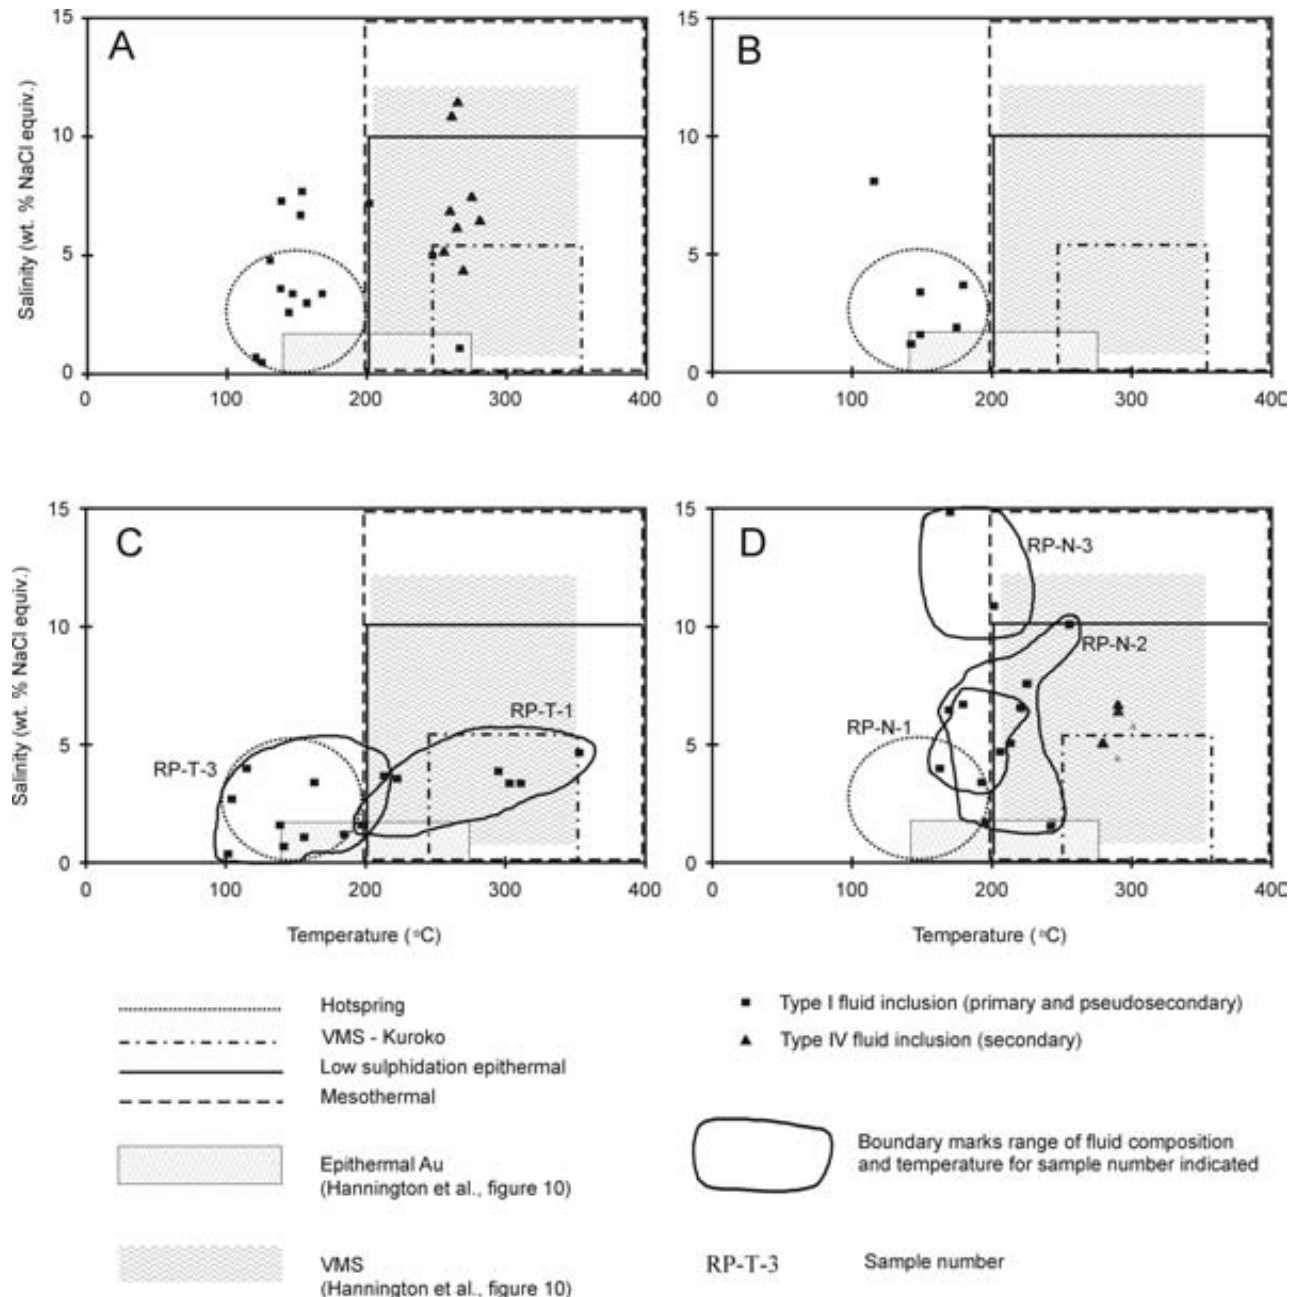 A
B
15
10
5
0
Salinity (wt. % NaCl equiv.)
0 100 200 300 400
15
10
5
0
0 100 200 300 400
C
D
15
10
5
0
Salinity (wt. % NaCl equiv.)
RP-T-3
RP-T-1
0 100 200 300 400
Temperature (°C)
15
10
5
0
RP-N-3
RP-N-2
RP-N-1
0 100 200 300 400
Temperature (°C)
Hotspring
VMS - Kuroko
Low sulphidation epithermal
Mesothermal
Epithermal Au
(Hannington et al., figure 10)
VMS
(Hannington et al., figure 10)
Type I fluid inclusion (primary and pseudosecondary)
Type IV fluid inclusion (secondary)
Boundary marks range of fluid composition
and temperature for sample number indicated
RP-T-3 Sample number